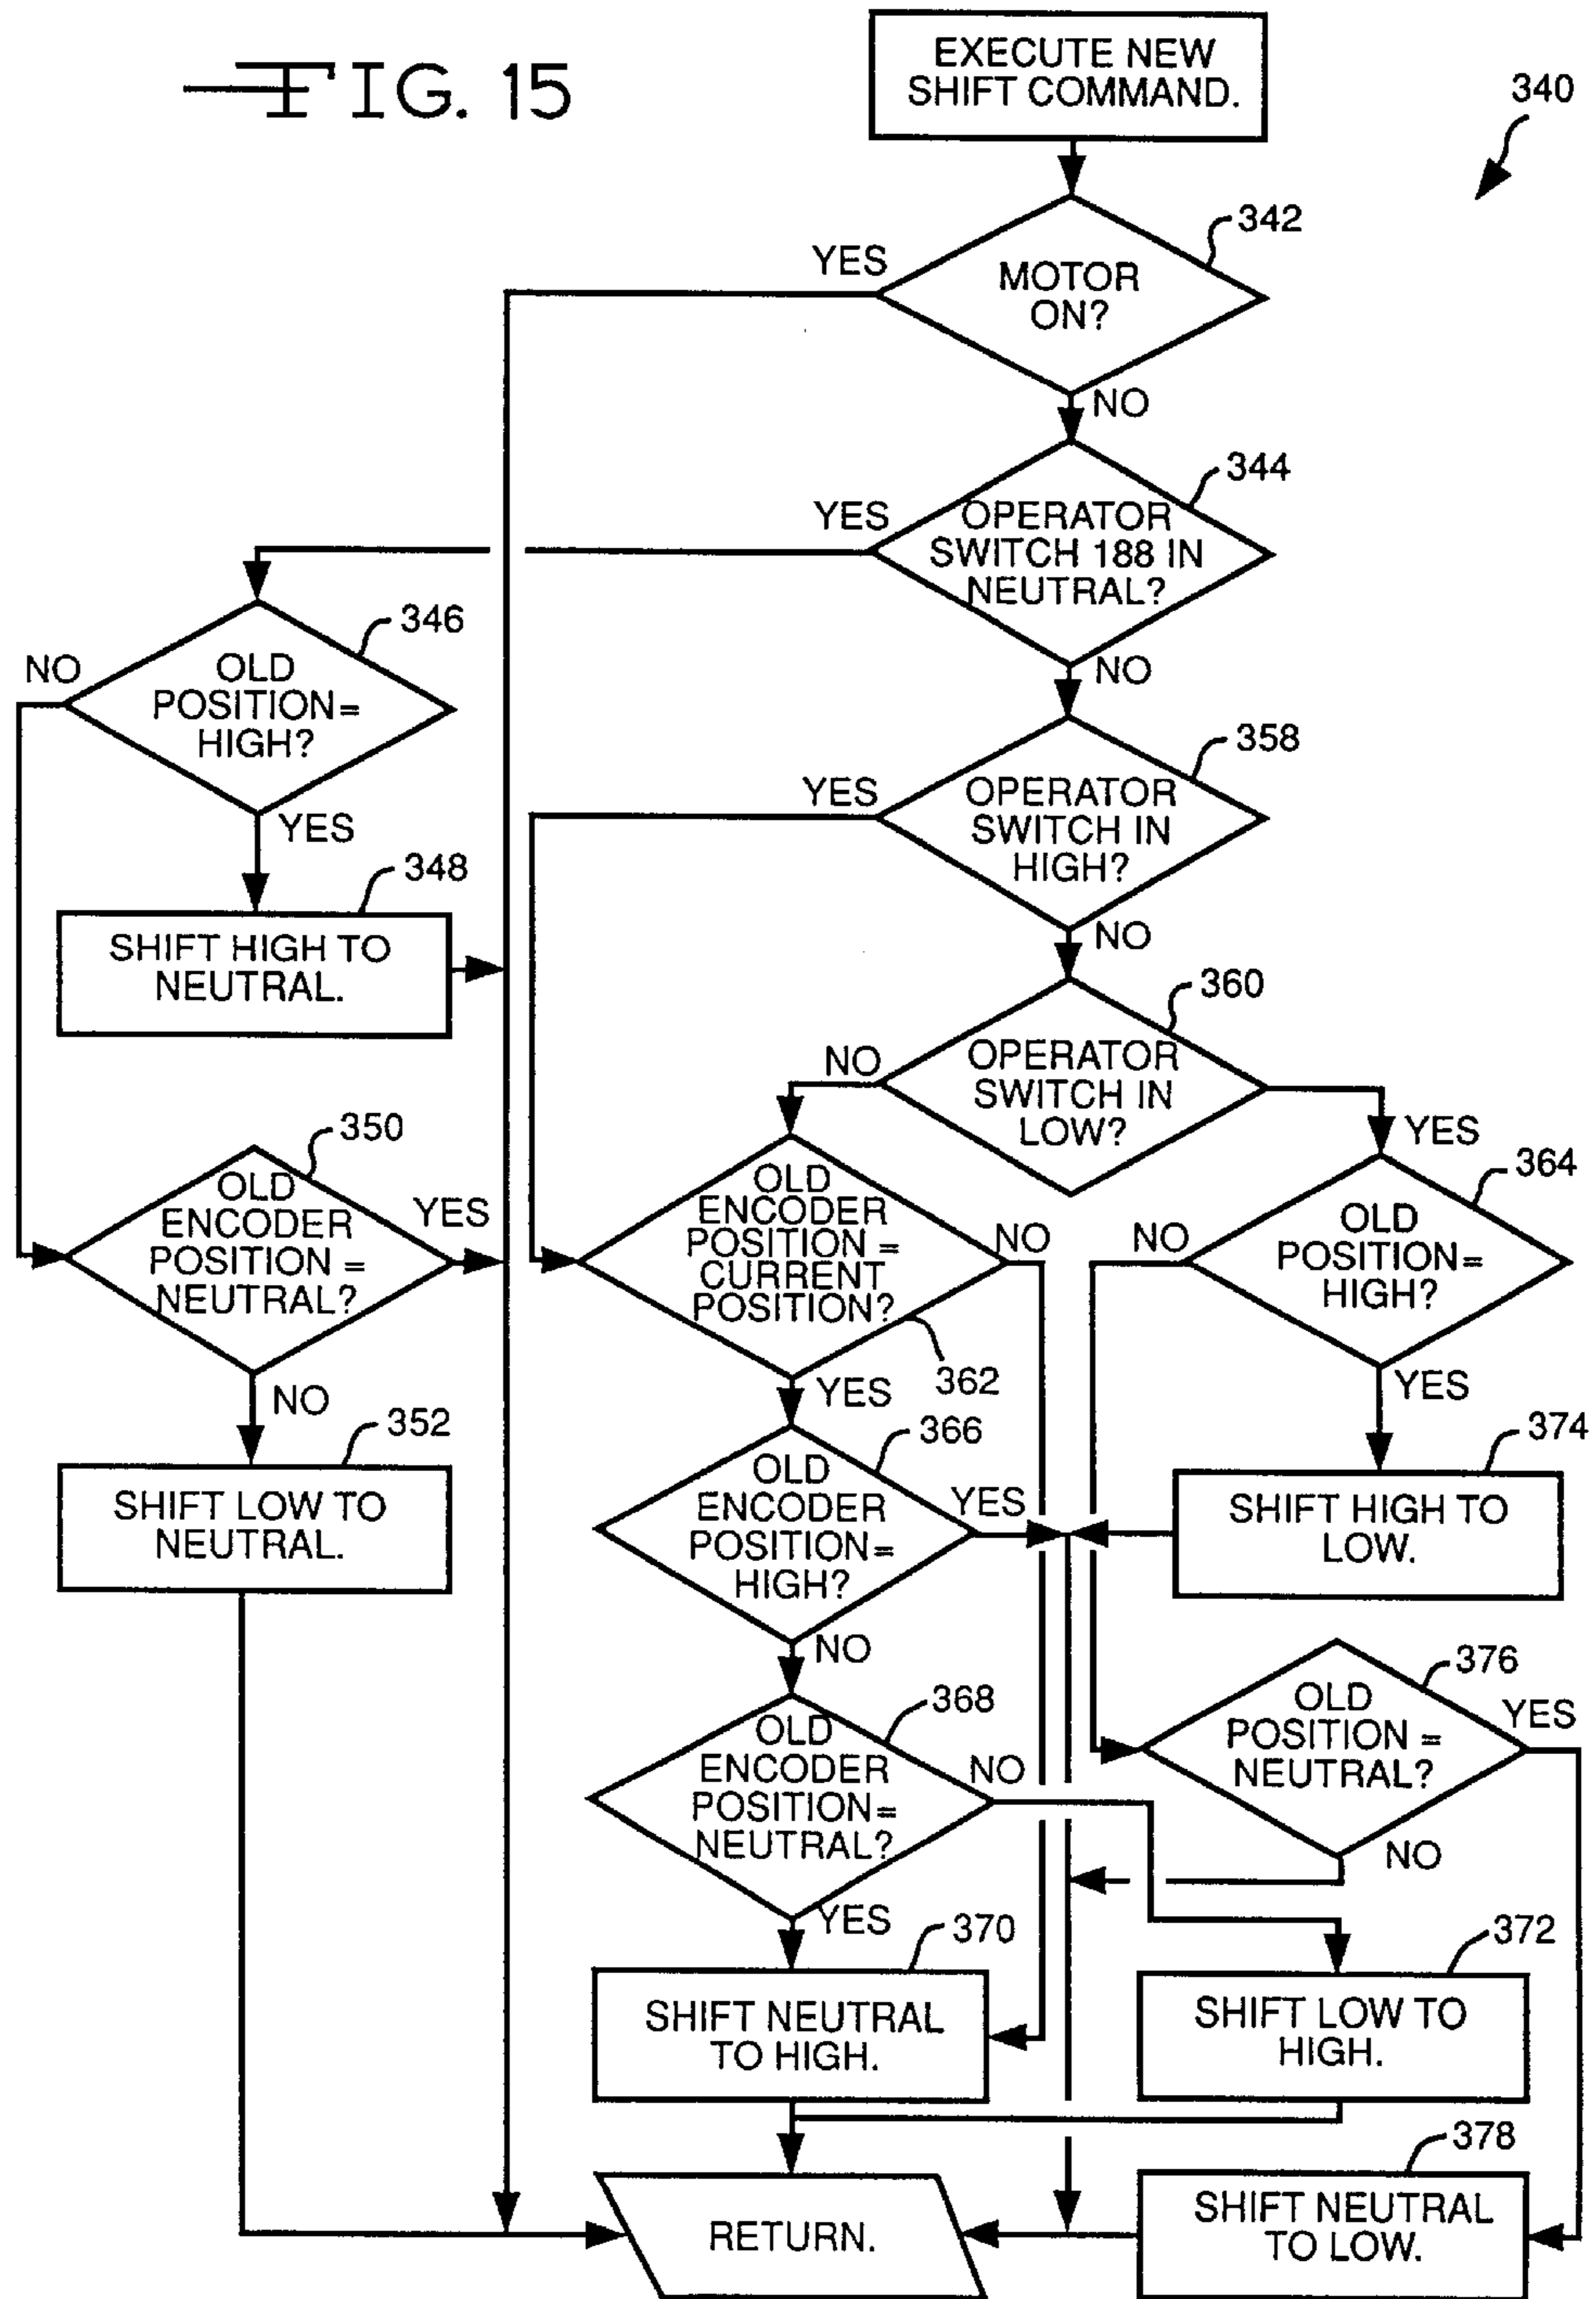 FIG. 15
EXECUTE NEW
SHIFT COMMAND.
340
342
YES
MOTOR
ON?
NO
344
YES
OPERATOR
SWITCH 188 IN
NEUTRAL?
NO
346
NO
OLD
POSITION=
HIGH?
YES
358
YES
OPERATOR
SWITCH IN
HIGH?
NO
348
SHIFT HIGH TO
NEUTRAL.
360
NO
OPERATOR
SWITCH IN
LOW?
YES
350
OLD
ENCODER
POSITION =
NEUTRAL?
YES
NO
OLD
ENCODER
POSITION =
CURRENT
POSITION?
NO
362
YES
364
NO
OLD
POSITION=
HIGH?
YES
352
SHIFT LOW TO
NEUTRAL.
366
OLD
ENCODER
POSITION=
HIGH?
YES
NO
374
SHIFT HIGH TO
LOW.
368
OLD
ENCODER
POSITION=
NEUTRAL?
NO
YES
376
OLD
POSITION =
NEUTRAL?
YES
NO
370
SHIFT NEUTRAL
TO HIGH.
372
SHIFT LOW TO
HIGH.
378
SHIFT NEUTRAL
TO LOW.
RETURN.